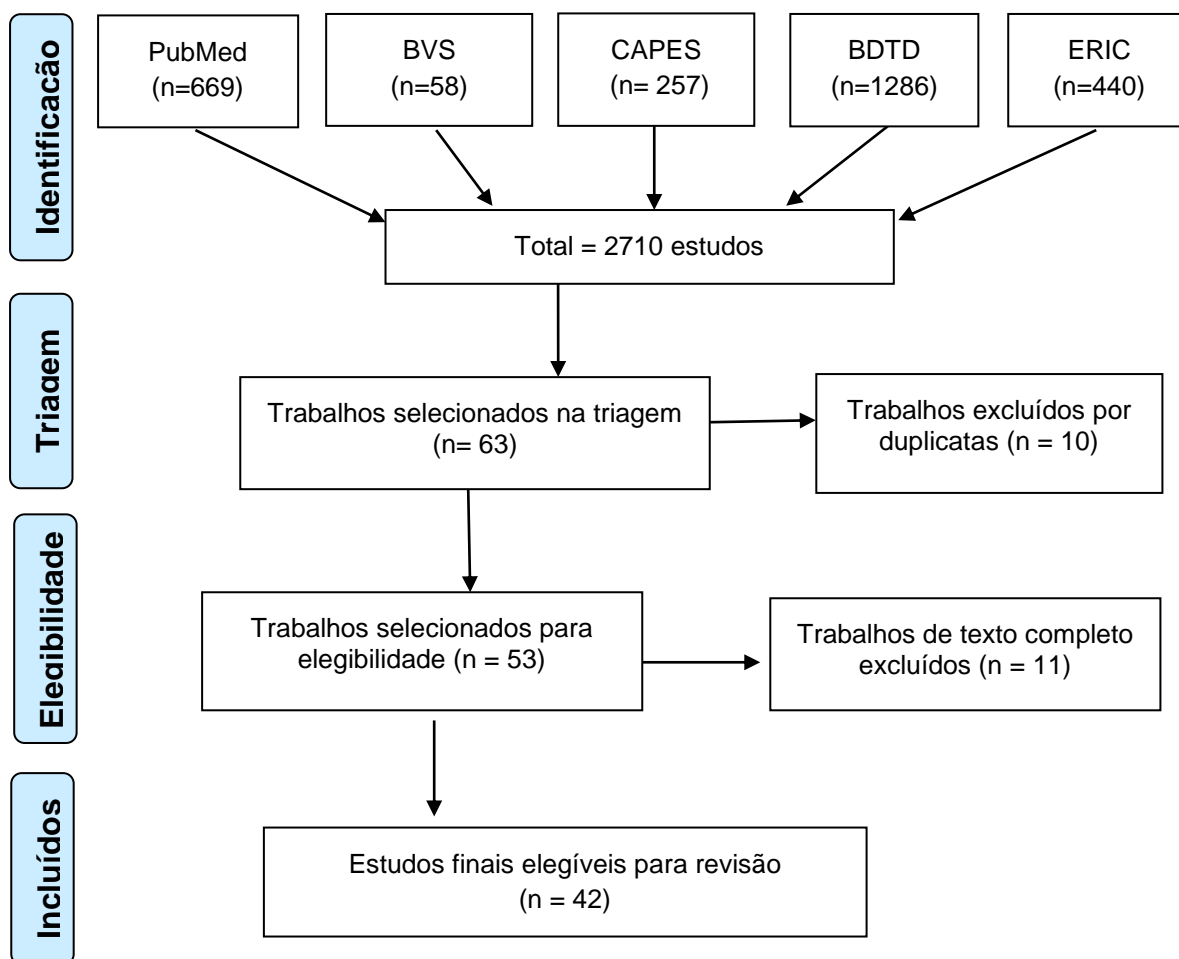 Identificação
PubMed
(n=669)
BVS
(n=58)
CAPES
(n= 257)
BDTD
(n=1286)
ERIC
(n=440)
Total = 2710 estudos
Triagem
Trabalhos selecionados na triagem
(n= 63)
Trabalhos excluídos por
duplicatas (n = 10)
Elegibilidade
Trabalhos selecionados para
elegibilidade (n = 53)
Trabalhos de texto completo
excluídos (n = 11)
Incluídos
Estudos finais elegíveis para revisão
(n = 42)